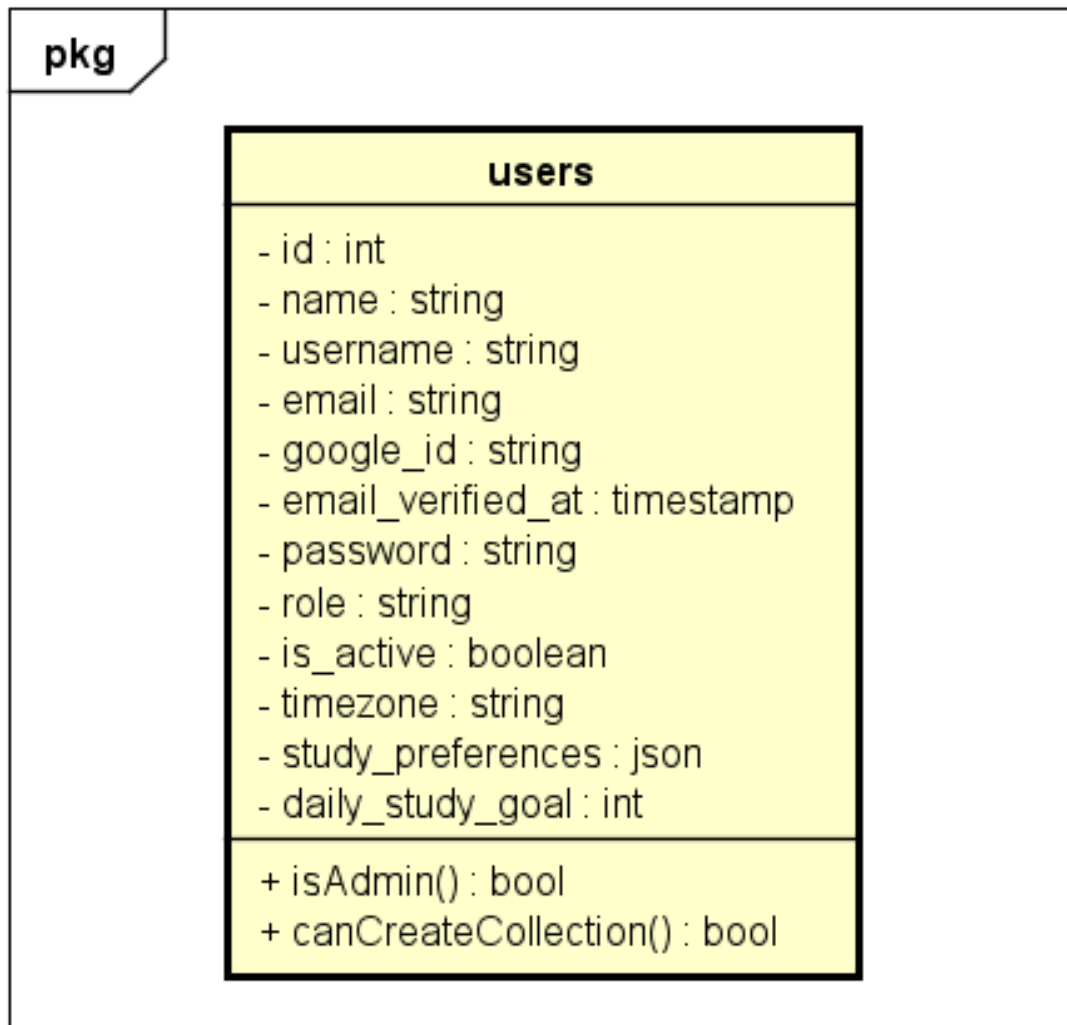 pkg
users
- id : int
- name : string
- username : string
- email : string
- google_id : string
- email_verified_at : timestamp
- password : string
- role : string
- is_active : boolean
- timezone : string
- study_preferences : json
- daily_study_goal : int
+ isAdmin() : bool
+ canCreateCollection() : bool